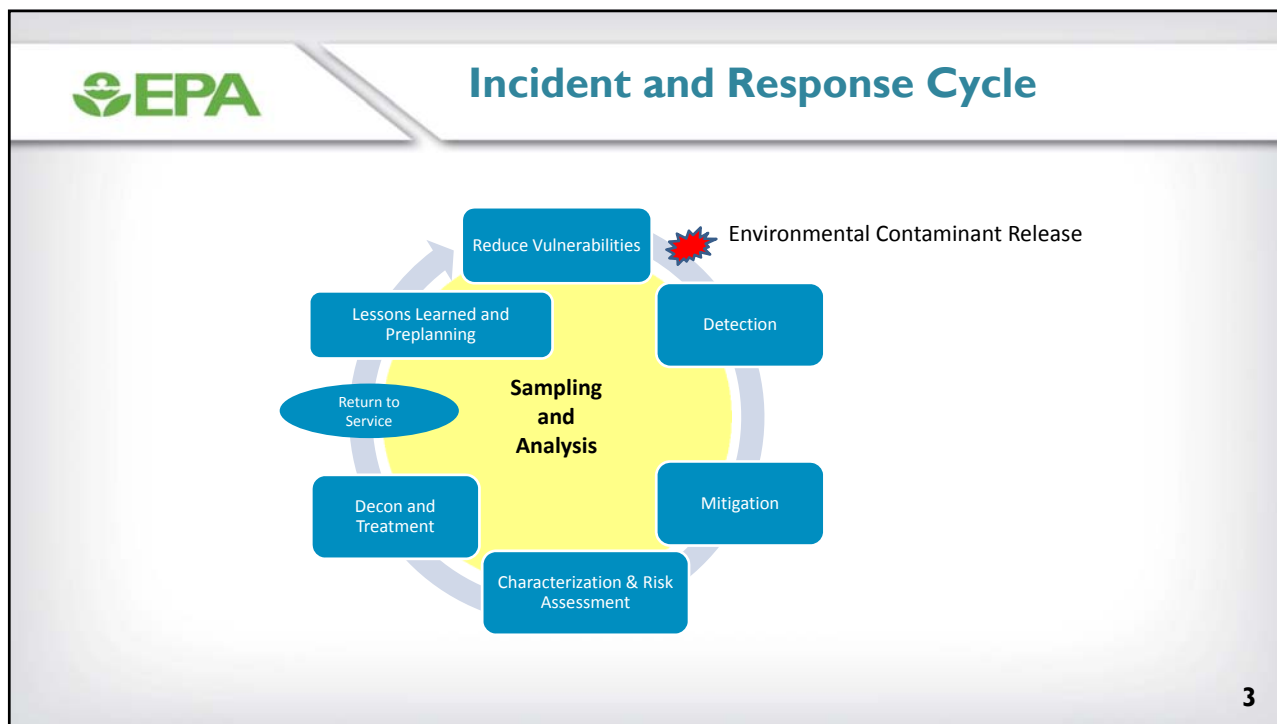 EPA
Incident and Response Cycle
Reduce Vulnerabilities
Environmental Contaminant Release
Detection
Mitigation
Characterization & Risk
Assessment
Decon and
Treatment
Return to
Service
Lessons Learned and
Preplanning
Sampling
and
Analysis
3